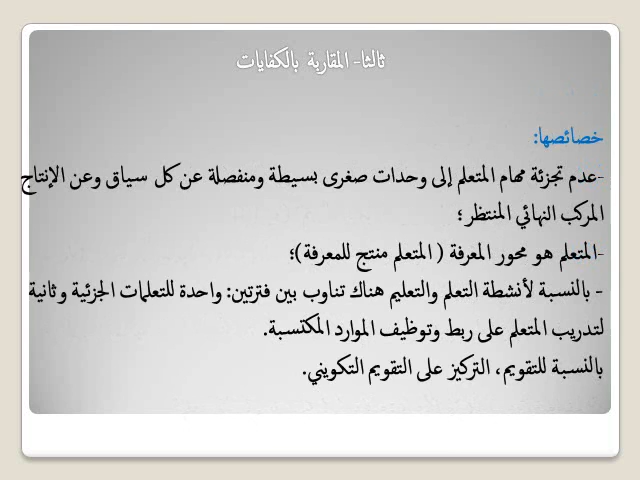 ثالثا- المقاربة بالكفايات
خصائصها:
-عدم تجزئة مهام المتعلم إلى وحدات صغرى بسيطة ومنفصلة عن كل سياق وعن الإنتاج
المركب النهائي المنتظر؛
-المتعلم هو محور المعرفة ( المتعلم منتج للمعرفة)؛
- بالنسبة لأنشطة التعلم والتعليم هناك تناوب بين فترتين: واحدة للتعلمات الجزئية وثانية
لتدريب المتعلم على ربط وتوظيف الموارد المكتسبة.
بالنسبة للتقويم، التركيز على التقويم التكويني.